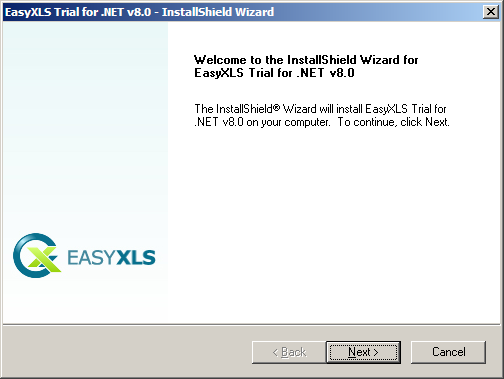 EasyXLS Trial for .NET v8.0 - InstallShield Wizard
Welcome to the InstallShield Wizard for
EasyXLS Trial for .NET v8.0
The InstallShield® Wizard will install EasyXLS Trial for
.NET v8.0 on your computer. To continue, click Next.
EASYXLS
< Back
Next >
Cancel